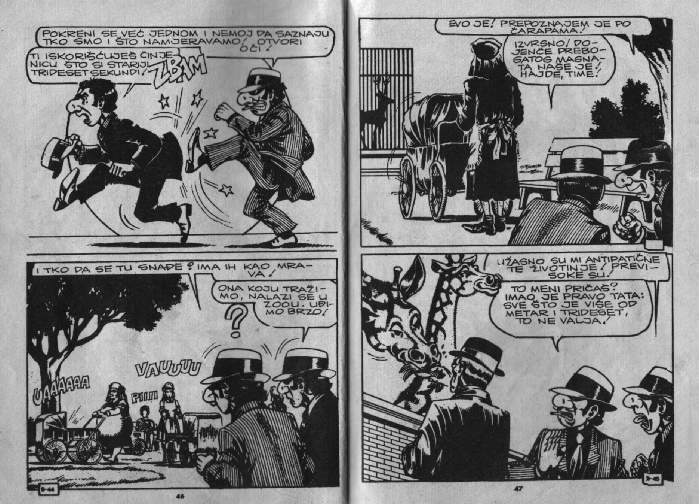 POKRENI SE VEĆ JEDNOM I NEMOJ DA SAZNAJU
TKO SMO I ŠTO NAMJERAVAMO! OTVORI
OČI!
TI ISKORIŠĆUJEŠ ČINJE-
NICU ŠTO SI STARIJI
TRIDESET SEKUNDI!
ZBAM
I TKO DA SE TU SNAĐE? IMA IH KAO MRA-
VA!
ONA KOJU TRAŽI-
MO, NALAZI SE U
ZOOU. UĐI-
MO BRZO!
?
UAAAAAA
VAUUUU
PIIII
46
EVO JE! PREPOZNAJEM JE PO
ČARAPAMA!
IZVRSNO! DO-
JENČE PREBO-
GATOG MAGNA-
TA NAŠE JE!
HAJDE, TIME!
UŽASNO SU MI ANTIPATIČNE
TE ŽIVOTINJE! PREVI-
SOKE SU!
TO MENI PRIČAŠ?
IMAO JE PRAVO TATA:
SVE ŠTO JE VIŠE OD
METAR I TRIDESET,
TO NE VALJA!
47